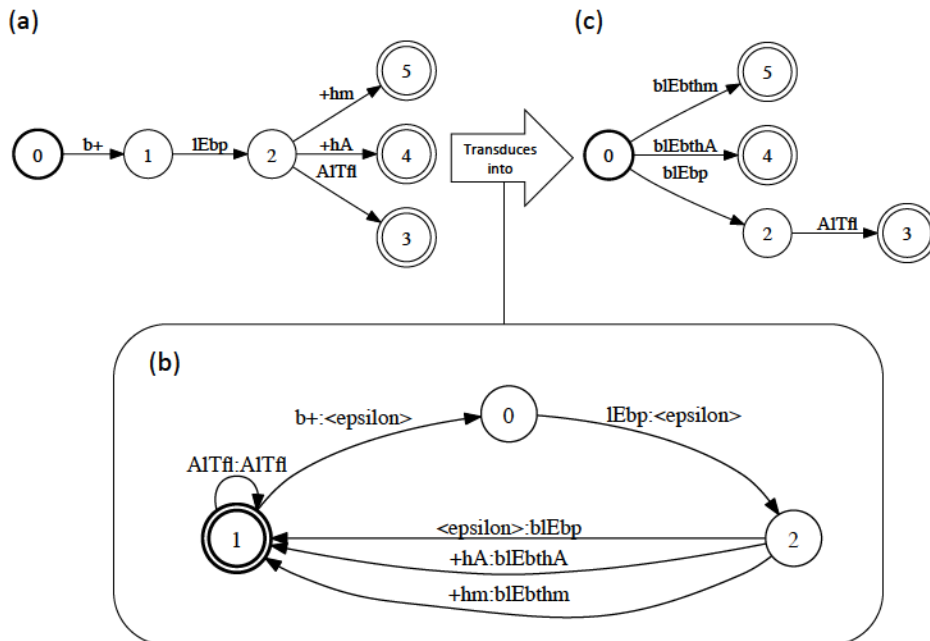 (a)
(c)
0
b+
1
lEbp
2
+hm
5
+hA
4
AlTfl
3
Transduces
into
0
blEbthm
5
blEbthA
4
blEbp
2
AlTfl
3
(b)
b+:<epsilon>
0
lEbp:<epsilon>
AlTfl:AlTfl
1
<epsilon>:blEbp
2
+hA:blEbthA
+hm:blEbthm